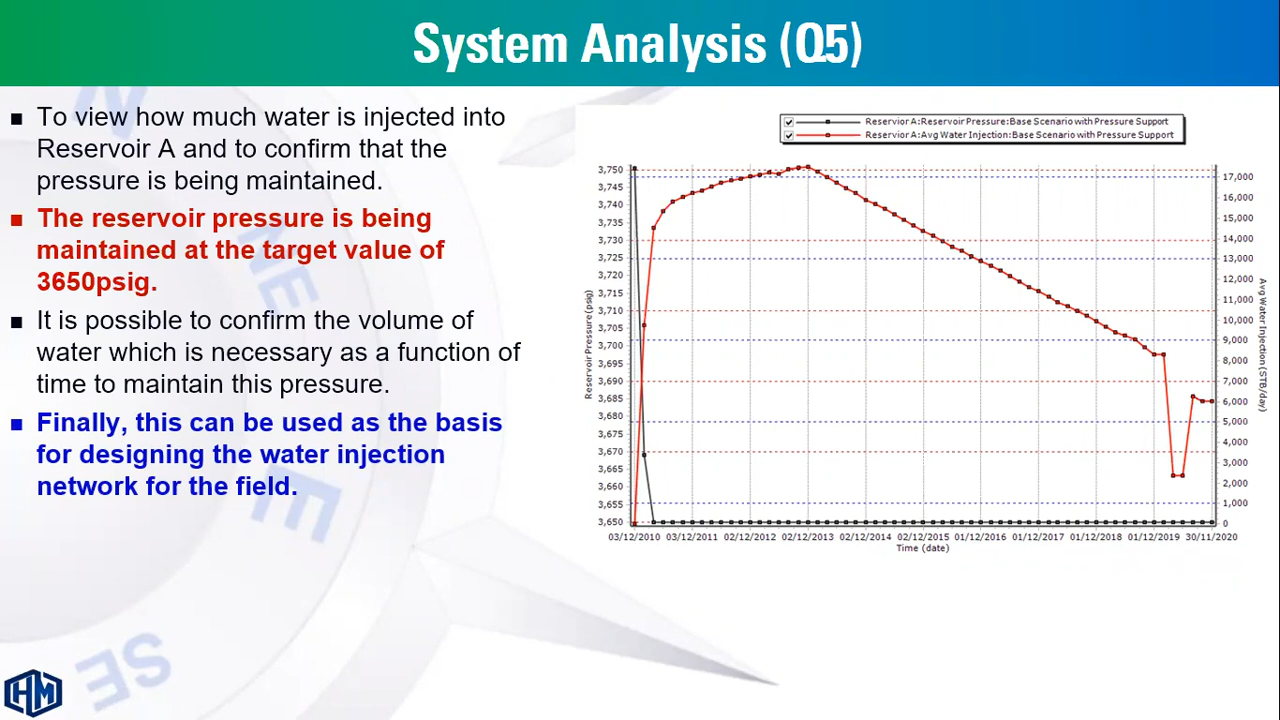 System Analysis (Q5)
To view how much water is injected into
Reservoir A and to confirm that the
pressure is being maintained.
The reservoir pressure is being
maintained at the target value of
3650psig.
It is possible to confirm the volume of
water which is necessary as a function of
time to maintain this pressure.
Finally, this can be used as the basis
for designing the water injection
network for the field.
Reservior A:Reservoir Pressure:Base Scenario with Pressure Support
Reservior A:Avg Water Injection:Base Scenario with Pressure Support
Reservoir Pressure (psig)
3,750
3,745
3,740
3,735
3,730
3,725
3,720
3,715
3,710
3,705
3,700
3,695
3,690
3,685
3,680
3,675
3,670
3,665
3,660
3,655
3,650
17,000
16,000
15,000
14,000
13,000
12,000
11,000
10,000
9,000
8,000
7,000
6,000
5,000
4,000
3,000
2,000
1,000
0
Avg Water Injection (STB/day)
03/12/2010 03/12/2011 02/12/2012 02/12/2013 02/12/2014 02/12/2015 01/12/2016 01/12/2017 01/12/2018 01/12/2019 30/11/2020
Time (date)
N
NE
E
SE
HM